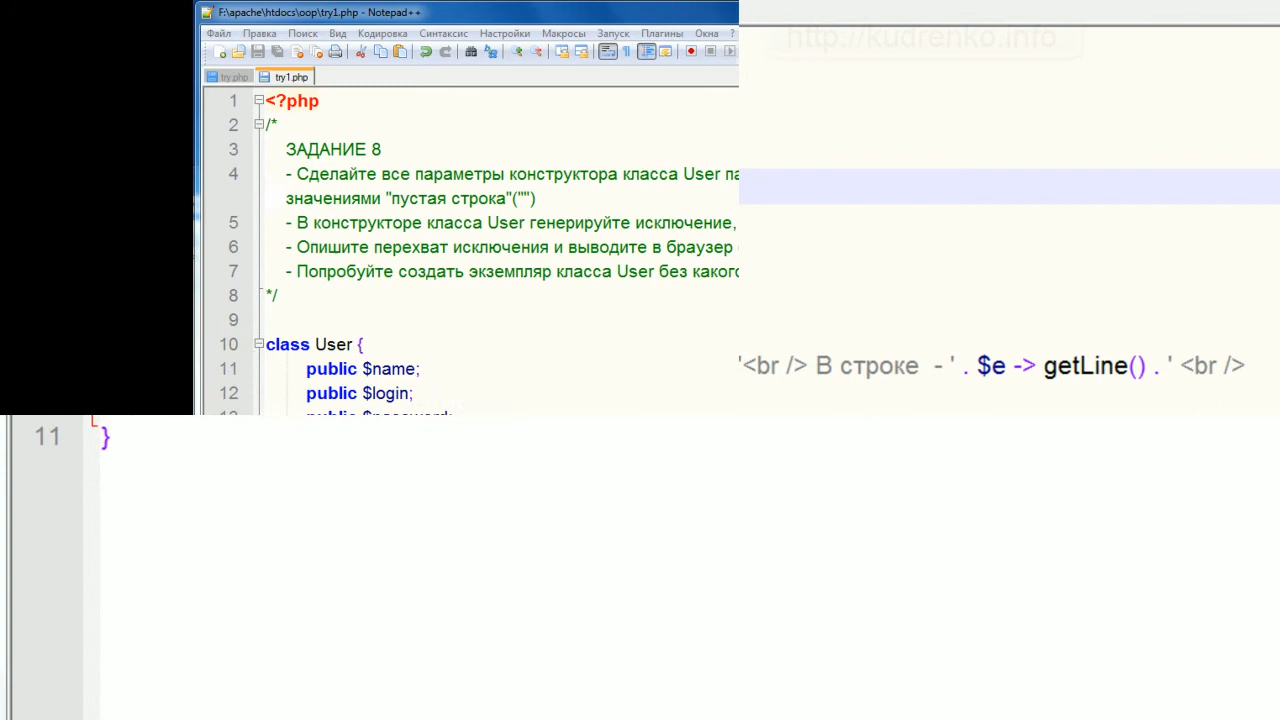 F:\apache\htdocs\oop\try1.php - Notepad++
http://kudrenko.info
Файл Правка Поиск Вид Кодировка Синтаксис Настройки Макросы Запуск Плагины Окна ?
try.php try1.php
1 <?php
2 /*
3 ЗАДАНИЕ 8
4 - Сделайте все параметры конструктора класса User
значениями "пустая строка"("")
5 - В конструкторе класса User генерируйте исключение,
6 - Опишите перехват исключения и выводите в браузер
7 - Попробуйте создать экземпляр класса User без
8 */
9
10 class User {
11 public $name;
'<br /> В строке - ' . $e -> getLine() . ' <br />
12 public $login;
11 }